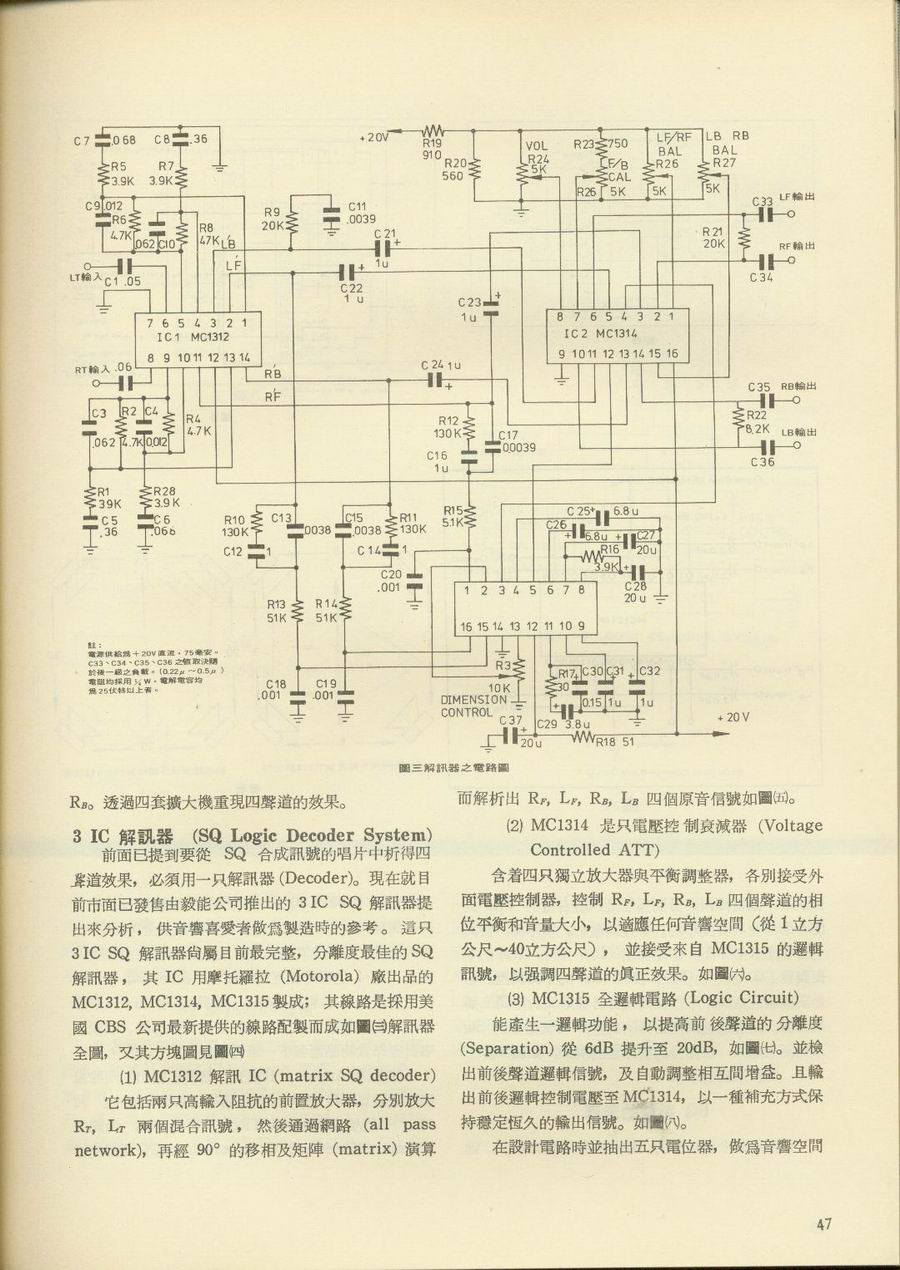 C7 .068 C8 .36
R5 3.9K R7 3.9K
C9 .012 R6 4.7K .062 C10 R8 47K
L'B
L'F
LT輸入 C1 .05
7 6 5 4 3 2 1
IC1 MC1312
8 9 10 11 12 13 14
RT輸入 .06
R'B
R'F
C3 .062 R2 4.7K C4 0.012 R4 4.7K
R1 39K R28 3.9K
C5 .36 C6
R9 20K C11 .0039
C21 1u
C22 1u
C23 1u
C24 1u
R12 130K C17 .00039
C16 1u
R15 5.1K
R10 130K C13 .0038 C15 .0038 R11 130K
C12 1 C14 1
C20 .001
R13 51K R14 51K
C18 .001 C19 .001
+20V R19 910
R20 560
VOL R24 5K
R23 750
F/B CAL R26 5K
LF/RF BAL R26 5K
LB RB BAL R27 5K
C33 LF輸出
R21 20K
RF輸出
C34
8 7 6 5 4 3 2 1
IC2 MC1314
9 10 11 12 13 14 15 16
C35 RB輸出
R22 8.2K
LB輸出
C36
C25 6.8u
C26 6.8u C27 20u
R16 3.9K
C28 20u
1 2 3 4 5 6 7 8
16 15 14 13 12 11 10 9
R3 10K
DIMENSION CONTROL
R17 30 C30 0.15 C31 1u C32 1u
C29 3.8u
C37 20u
R18 51
+20V
註：
電源供給爲＋20V直流，75毫安。
C33、C34、C35、C36 之值取決隨
於後一級之負載。(0.22μ～0.5μ)
電阻均採用¼W，電解電容均
爲25伏特以上者。
圖三解訊器之電路圖
RB。透過四套擴大機重現四聲道的效果。
3 IC 解訊器 (SQ Logic Decoder System)
前面已提到要從 SQ 合成訊號的唱片中析得四
聲道效果，必須用一只解訊器 (Decoder)。現在就目
前市面已發售由毅能公司推出的 3 IC SQ 解訊器提
出來分析，供音響喜愛者做爲製造時的參考。這只
3 IC SQ 解訊器尙屬目前最完整，分離度最佳的 SQ
解訊器，其 IC 用摩托羅拉 (Motorola) 廠出品的
MC1312, MC1314, MC1315 製成；其線路是採用美
國 CBS 公司最新提供的線路配製而成如圖㈢解訊器
全圖，又其方塊圖見圖㈣
(1) MC1312 解訊 IC (matrix SQ decoder)
它包括兩只高輸入阻抗的前置放大器，分別放大
RT, LT 兩個混合訊號，然後通過網路 (all pass
network)，再經 90° 的移相及矩陣 (matrix) 演算
而解析出 RF, LF, RB, LB 四個原音信號如圖㈤。
(2) MC1314 是只電壓控制衰減器 (Voltage
Controlled ATT)
含着四只獨立放大器與平衡調整器，各別接受外
面電壓控制器，控制 RF, LF, RB, LB 四個聲道的相
位平衡和音量大小，以適應任何音響空間（從 1 立方
公尺～40立方公尺），並接受來自 MC1315 的邏輯
訊號，以强調四聲道的眞正效果。如圖㈥。
(3) MC1315 全邏輯電路 (Logic Circuit)
能產生一邏輯功能，以提高前後聲道的分離度
(Separation) 從 6dB 提升至 20dB，如圖㈦。並檢
出前後聲道邏輯信號，及自動調整相互間增益。且輸
出前後邏輯控制電壓至 MC1314，以一種補充方式保
持穩定恆久的輸出信號。如圖㈧。
在設計電路時並抽出五只電位器，做爲音響空間
47